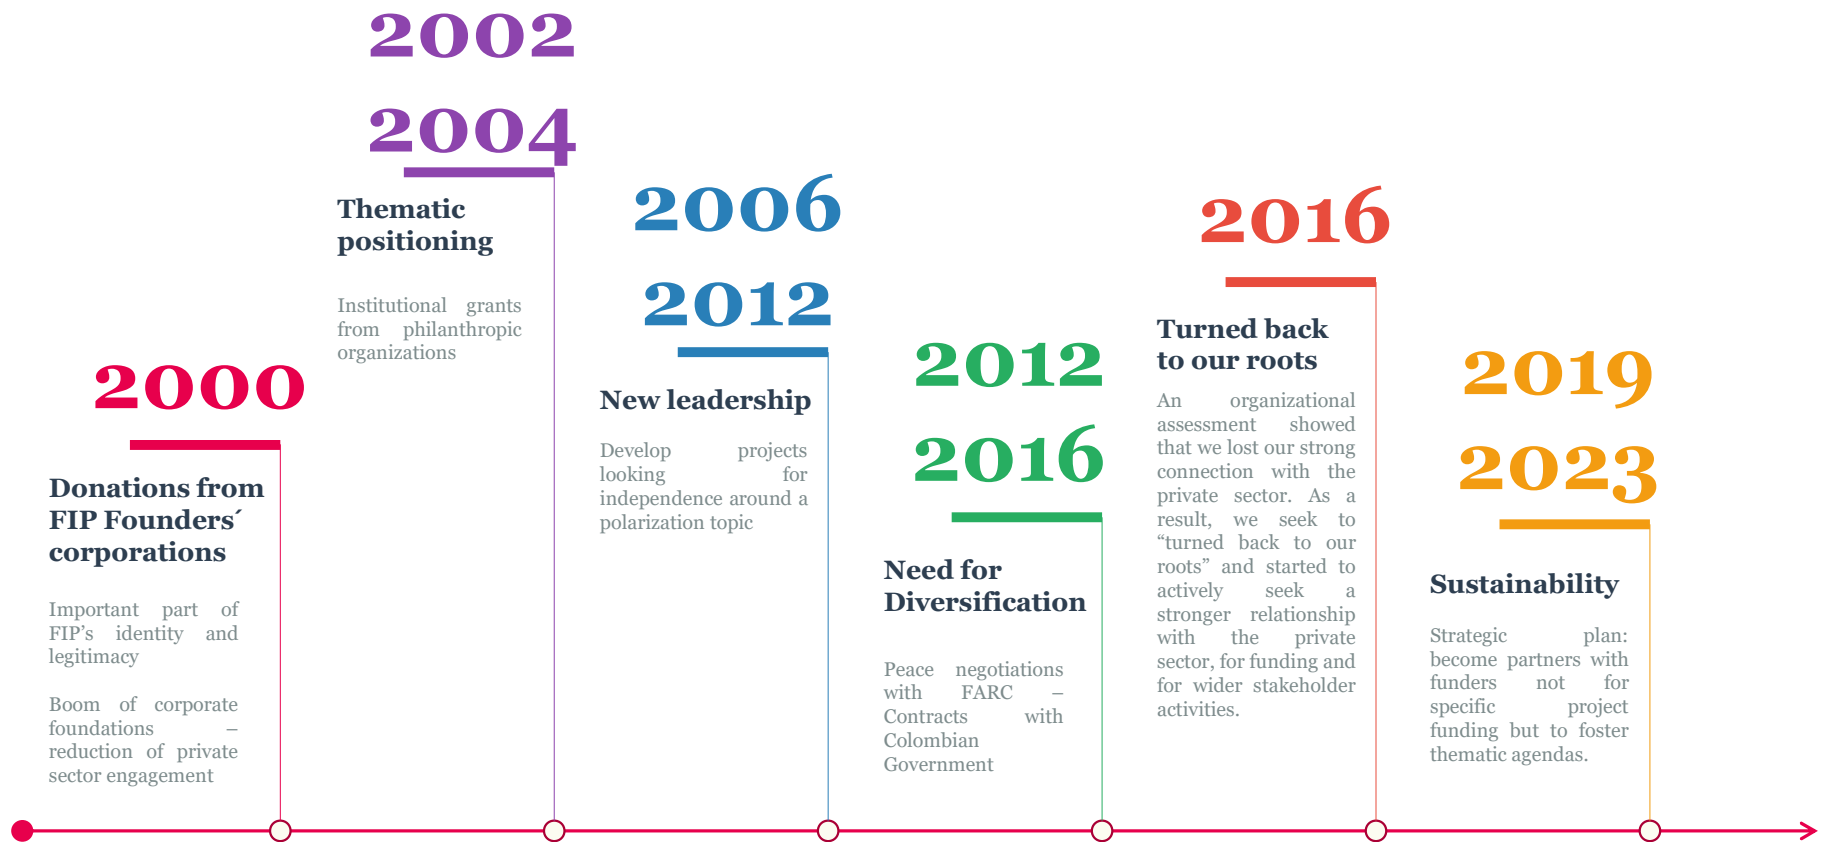 2000
Donations from
FIP Founders´
corporations
Important part of
FIP’s identity and
legitimacy
Boom of corporate
foundations –
reduction of private
sector engagement
2002
2004
Thematic
positioning
Institutional grants
from philanthropic
organizations
2006
2012
New leadership
Develop projects
looking for
independence around a
polarization topic
2012
2016
Need for
Diversification
Peace negotiations
with FARC –
Contracts with
Colombian
Government
2016
Turned back
to our roots
An organizational
assessment showed
that we lost our strong
connection with the
private sector. As a
result, we seek to
“turned back to our
roots” and started to
actively seek a
stronger relationship
with the private
sector, for funding and
for wider stakeholder
activities.
2019
2023
Sustainability
Strategic plan:
become partners with
funders not for
specific project
funding but to foster
thematic agendas.